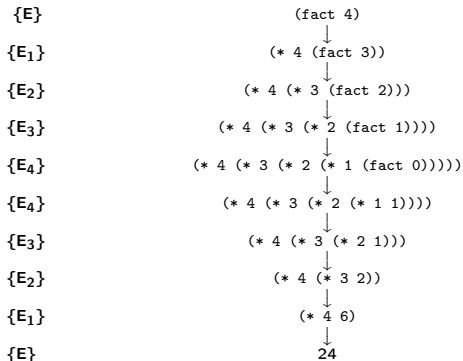 {E} (fact 4)
{E₁} (* 4 (fact 3))
{E₂} (* 4 (* 3 (fact 2)))
{E₃} (* 4 (* 3 (* 2 (fact 1))))
{E₄} (* 4 (* 3 (* 2 (* 1 (fact 0)))))
{E₄} (* 4 (* 3 (* 2 (* 1 1))))
{E₃} (* 4 (* 3 (* 2 1)))
{E₂} (* 4 (* 3 2))
{E₁} (* 4 6)
{E} 24